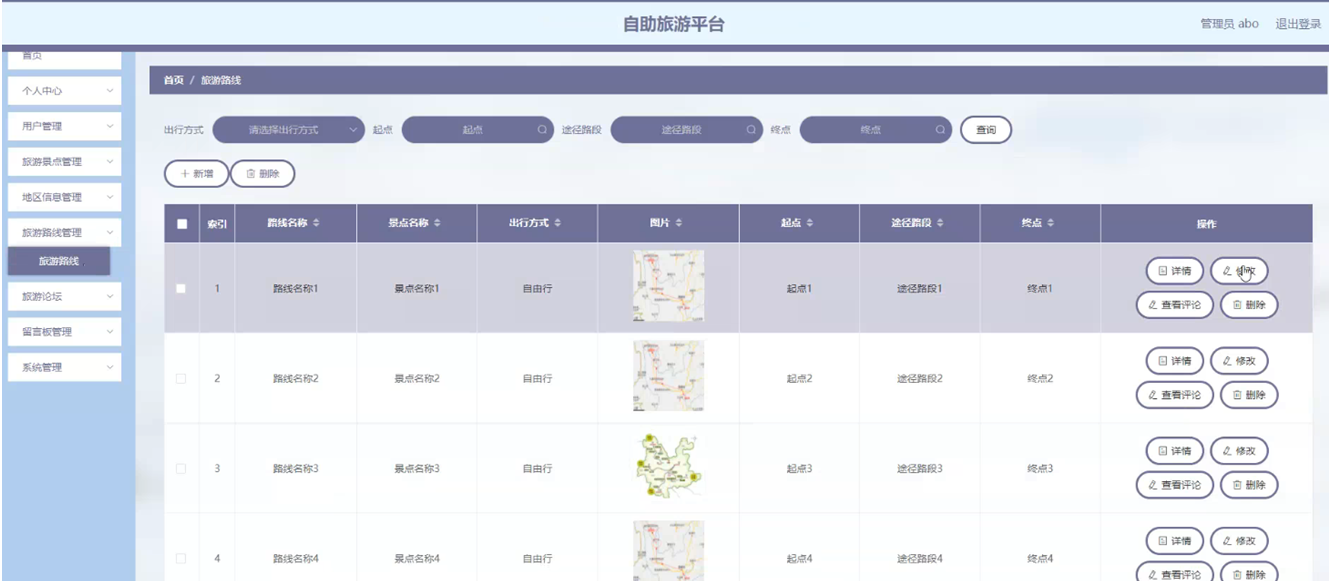 自助旅游平台
管理员 abo 退出登录
首页
个人中心
用户管理
旅游景点管理
地区信息管理
旅游路线管理
旅游路线
旅游论坛
留言板管理
系统管理
首页 / 旅游路线
出行方式 请选择出行方式 起点 起点 途径路段 途径路段 终点 终点 查询
新增 删除
索引 路线名称 景点名称 出行方式 图片 起点 途径路段 终点 操作
1 路线名称1 景点名称1 自由行 起点1 途径路段1 终点1 详情 修改
查看评论 删除
2 路线名称2 景点名称2 自由行 起点2 途径路段2 终点2 详情 修改
查看评论 删除
3 路线名称3 景点名称3 自由行 起点3 途径路段3 终点3 详情 修改
查看评论 删除
4 路线名称4 景点名称4 自由行 起点4 途径路段4 终点4 详情 修改
查看评论 删除